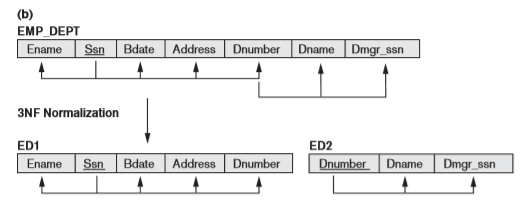 (b)
EMP_DEPT
Ename Ssn Bdate Address Dnumber Dname Dmgr_ssn
3NF Normalization
ED1 ED2
Ename Ssn Bdate Address Dnumber Dnumber Dname Dmgr_ssn